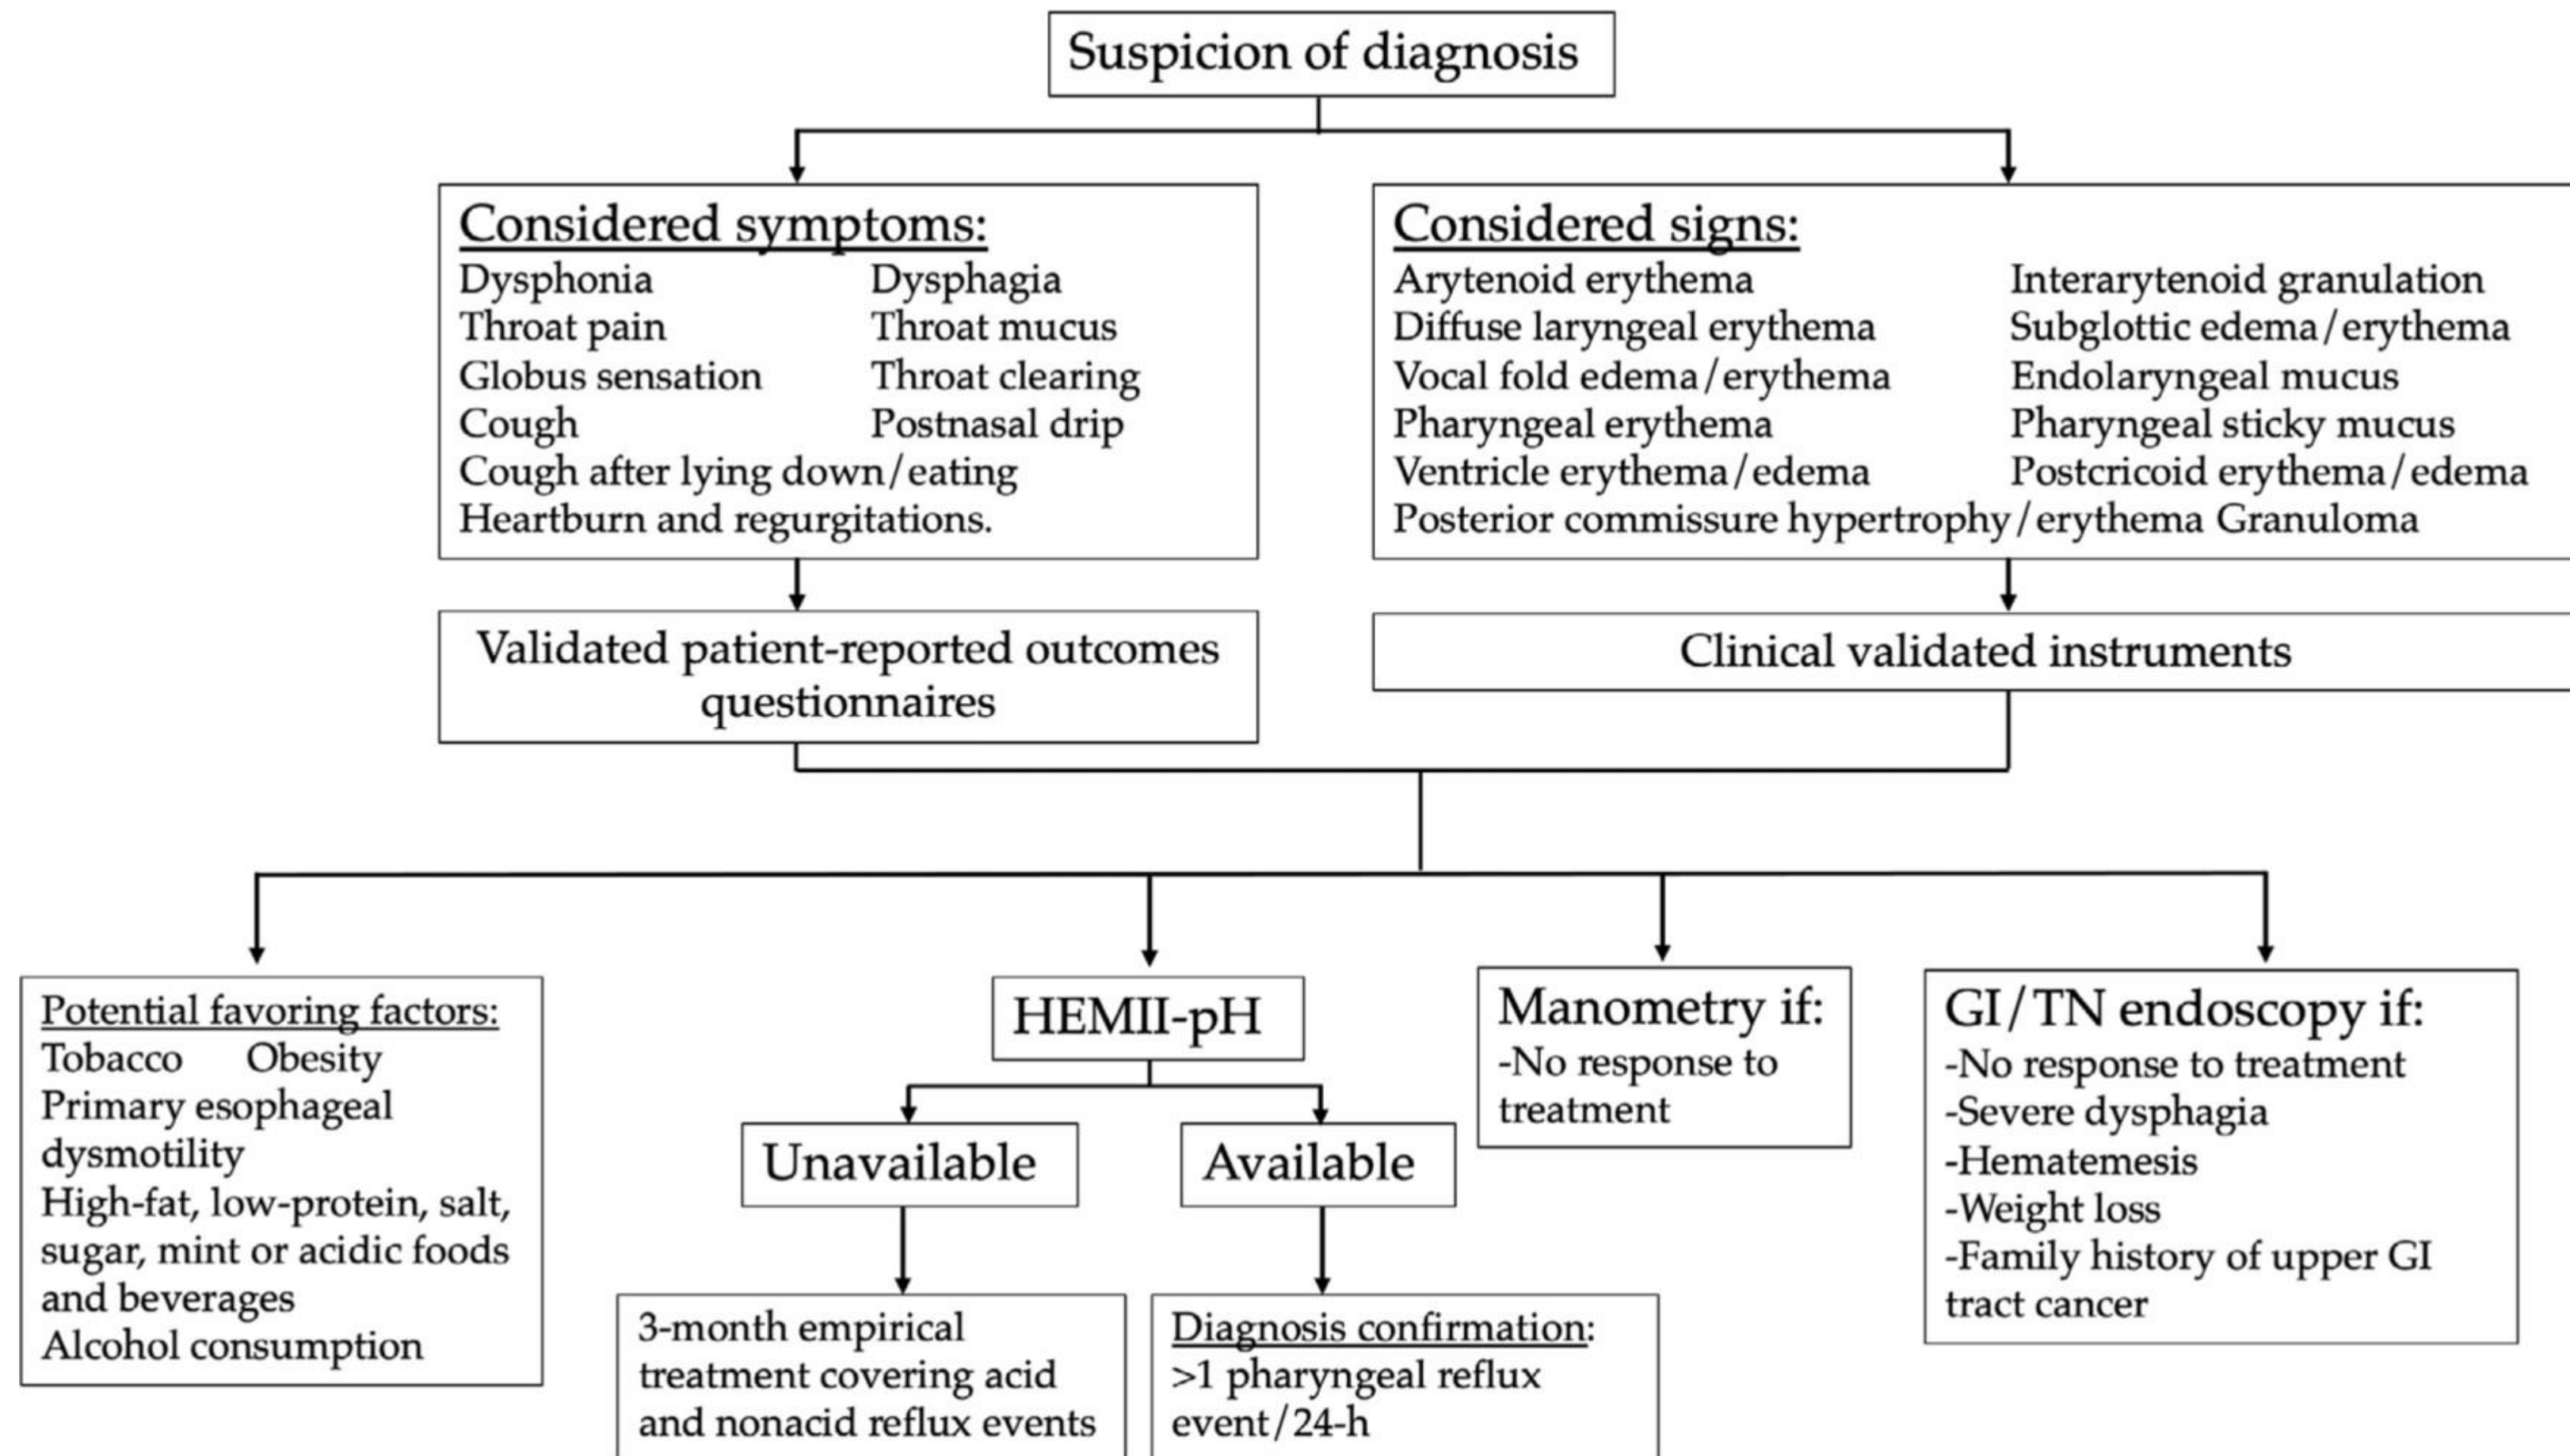 Suspicion of diagnosis
Considered symptoms:
Dysphonia Dysphagia
Throat pain Throat mucus
Globus sensation Throat clearing
Cough Postnasal drip
Cough after lying down/eating
Heartburn and regurgitations.
Considered signs:
Arytenoid erythema Interarytenoid granulation
Diffuse laryngeal erythema Subglottic edema/erythema
Vocal fold edema/erythema Endolaryngeal mucus
Pharyngeal erythema Pharyngeal sticky mucus
Ventricle erythema/edema Postcricoid erythema/edema
Posterior commissure hypertrophy/erythema Granuloma
Validated patient-reported outcomes
questionnaires
Clinical validated instruments
Potential favoring factors:
Tobacco Obesity
Primary esophageal
dysmotility
High-fat, low-protein, salt,
sugar, mint or acidic foods
and beverages
Alcohol consumption
HEMII-pH
Unavailable
Available
3-month empirical
treatment covering acid
and nonacid reflux events
Diagnosis confirmation:
>1 pharyngeal reflux
event/24-h
Manometry if:
-No response to
treatment
GI/TN endoscopy if:
-No response to treatment
-Severe dysphagia
-Hematemesis
-Weight loss
-Family history of upper GI
tract cancer